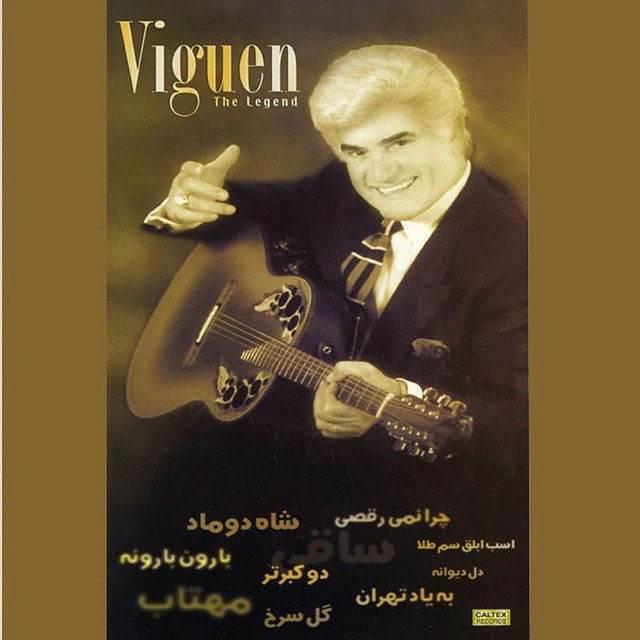 Viguen
The Legend
چرا نمی رقصی
شاه دوماد
اسب ابلق سم طلا
ساقی
بارون بارونه
دل دیوانه
دو کبرتر
به یاد تهران
مهتاب
گل سرخ
CALTEX
RECORDS